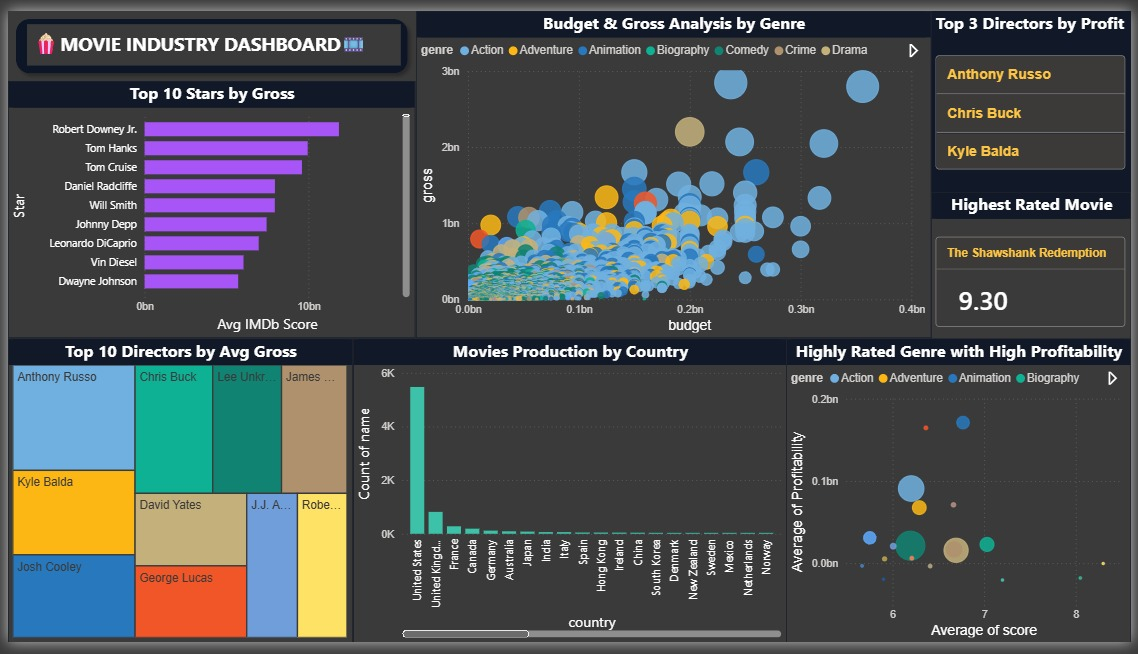 🍿 MOVIE INDUSTRY DASHBOARD 🎞️
Top 10 Stars by Gross
Star
Robert Downey Jr.
Tom Hanks
Tom Cruise
Daniel Radcliffe
Will Smith
Johnny Depp
Leonardo DiCaprio
Vin Diesel
Dwayne Johnson
0bn 10bn
Avg IMDb Score
Budget & Gross Analysis by Genre
genre Action Adventure Animation Biography Comedy Crime Drama
gross
3bn
2bn
1bn
0bn
0.0bn 0.1bn 0.2bn 0.3bn 0.4bn
budget
Top 3 Directors by Profit
Anthony Russo
Chris Buck
Kyle Balda
Highest Rated Movie
The Shawshank Redemption
9.30
Top 10 Directors by Avg Gross
Anthony Russo
Kyle Balda
Josh Cooley
Chris Buck
Lee Unkr...
James ...
David Yates
George Lucas
J.J. A...
Robe...
Movies Production by Country
Count of name
6K
4K
2K
0K
United States
United Kingd...
France
Canada
Germany
Australia
Japan
India
Italy
Spain
Hong Kong
Ireland
China
South Korea
Denmark
New Zealand
Sweden
Mexico
Netherlands
Norway
country
Highly Rated Genre with High Profitability
genre Action Adventure Animation Biography
Average of Profitability
0.2bn
0.1bn
0.0bn
6 7 8
Average of score